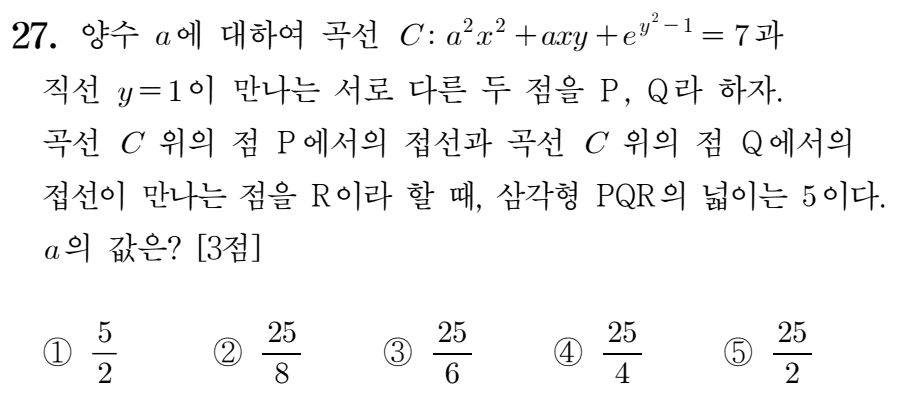 27. 양수 a에 대하여 곡선 C: a²x²+axy+e^{y²-1}=7과
직선 y=1이 만나는 서로 다른 두 점을 P, Q라 하자.
곡선 C 위의 점 P에서의 접선과 곡선 C 위의 점 Q에서의
접선이 만나는 점을 R이라 할 때, 삼각형 PQR의 넓이는 5이다.
a의 값은? [3점]
① 5/2 ② 25/8 ③ 25/6 ④ 25/4 ⑤ 25/2